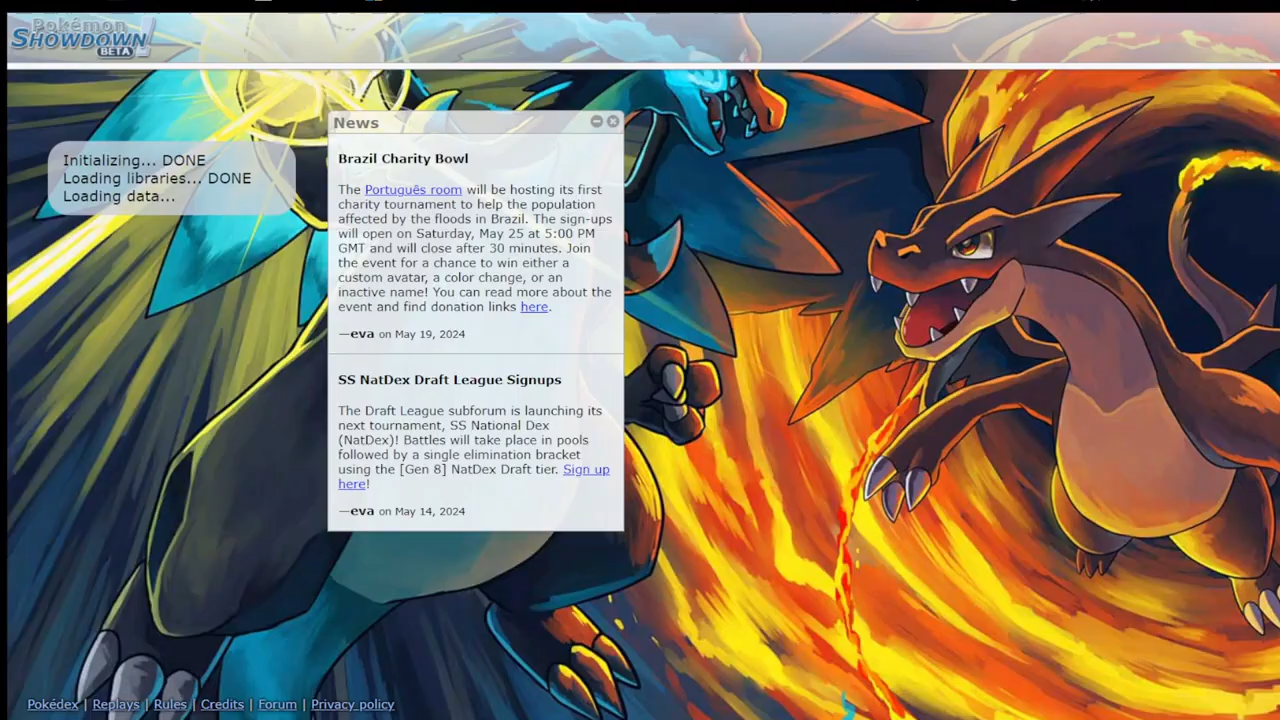 Pokémon
SHOWDOWN!
BETA
News
Initializing... DONE
Loading libraries... DONE
Loading data...
Brazil Charity Bowl
The Português room will be hosting its first
charity tournament to help the population
affected by the floods in Brazil. The sign-ups
will open on Saturday, May 25 at 5:00 PM
GMT and will close after 30 minutes. Join
the event for a chance to win either a
custom avatar, a color change, or an
inactive name! You can read more about the
event and find donation links here.
—eva on May 19, 2024
SS NatDex Draft League Signups
The Draft League subforum is launching its
next tournament, SS National Dex
(NatDex)! Battles will take place in pools
followed by a single elimination bracket
using the [Gen 8] NatDex Draft tier. Sign up
here!
—eva on May 14, 2024
Pokédex | Replays | Rules | Credits | Forum | Privacy policy